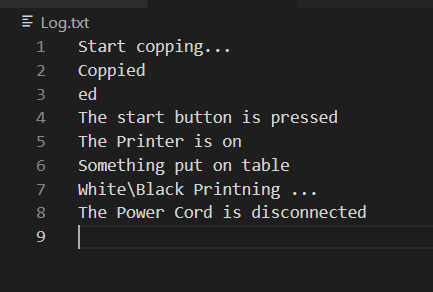 Log.txt
1 Start copping...
2 Coppied
3 ed
4 The start button is pressed
5 The Printer is on
6 Something put on table
7 White\Black Printning ...
8 The Power Cord is disconnected
9